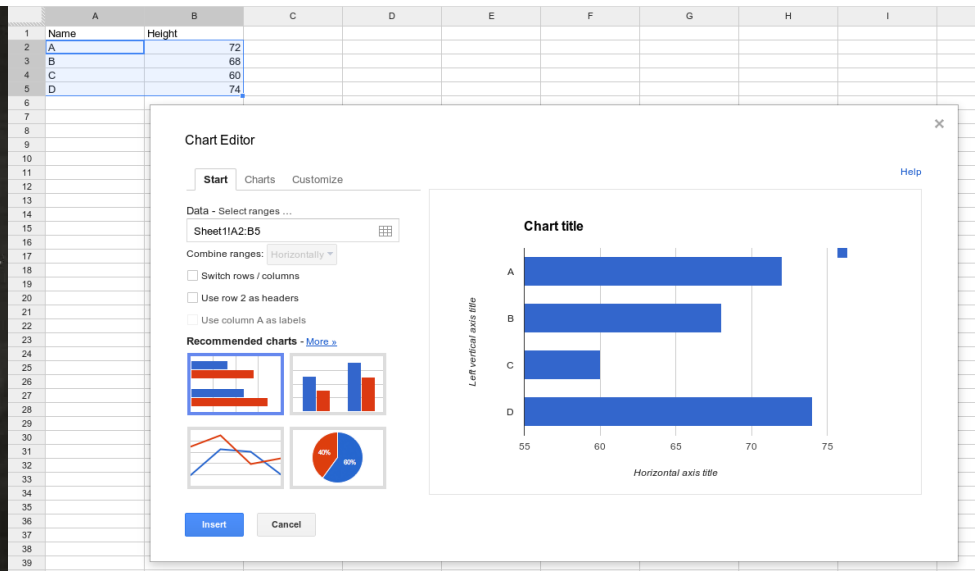 A B C D E F G H I
1 Name Height
2 A 72
3 B 68
4 C 60
5 D 74
6
7
8
9
10
11
12
13
14
15
16
17
18
19
20
21
22
23
24
25
26
27
28
29
30
31
32
33
34
35
36
37
38
39
×
Chart Editor
Start Charts Customize
Help
Data - Select ranges ...
Sheet1!A2:B5
Combine ranges: Horizontally
Switch rows / columns
Use row 2 as headers
Use column A as labels
Recommended charts - More »
40%
60%
Insert Cancel
Chart title
Left vertical axis title
A
B
C
D
55 60 65 70 75
Horizontal axis title